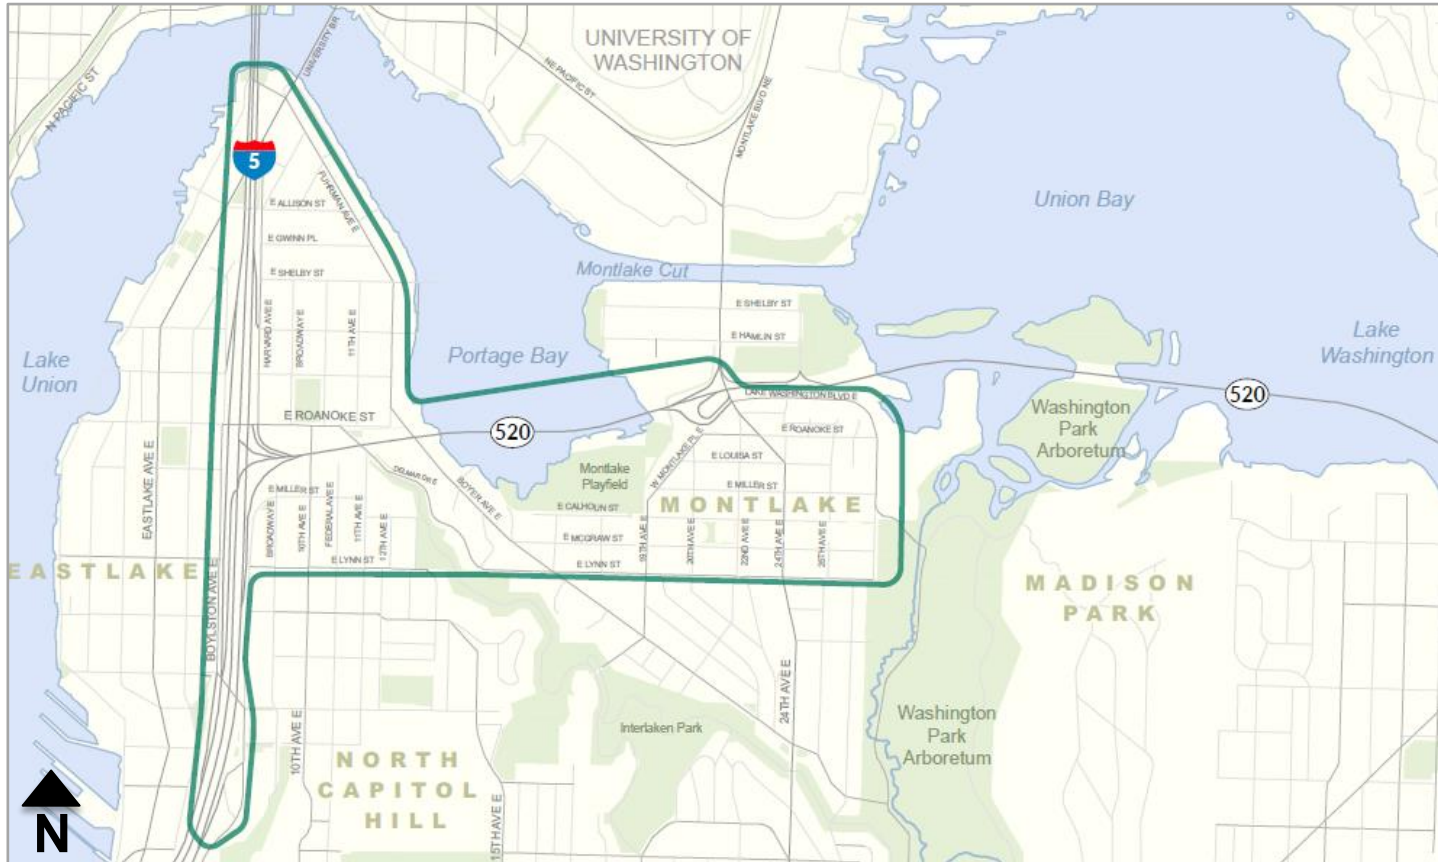 UNIVERSITY OF
WASHINGTON
UNIVERSITY BR
N PACIFIC ST
NE PACIFIC ST
MONTLAKE BLVD NE
5
FUHRMAN AVE E
E ALLISON ST
E GWINN PL
E SHELBY ST
Union Bay
Montlake Cut
E SHELBY ST
E HAMLIN ST
HARVARD AVE E
BROADWAY E
11TH AVE E
Lake
Union
Portage Bay
Lake
Washington
520
LAKE WASHINGTON BLVD E
E ROANOKE ST
520
E ROANOKE ST
Washington
Park
Arboretum
W MONTLAKE PL E
E LOUISA ST
EASTLAKE AVE E
DELMAR DR E
BOYER AVE E
Montlake
Playfield
E MILLER ST
E MILLER ST
MONTLAKE
E CALHOUN ST
BROADWAY E
10TH AVE E
FEDERAL AVE E
11TH AVE E
12TH AVE E
E MCGRAW ST
19TH AVE E
20TH AVE E
22ND AVE E
24TH AVE E
25TH AVE E
E LYNN ST
E LYNN ST
EASTLAKE
BOYLSTON AVE E
MADISON
PARK
24TH AVE E
Interlaken Park
Washington
Park
Arboretum
10TH AVE E
NORTH
CAPITOL
HILL
15TH AVE E
N